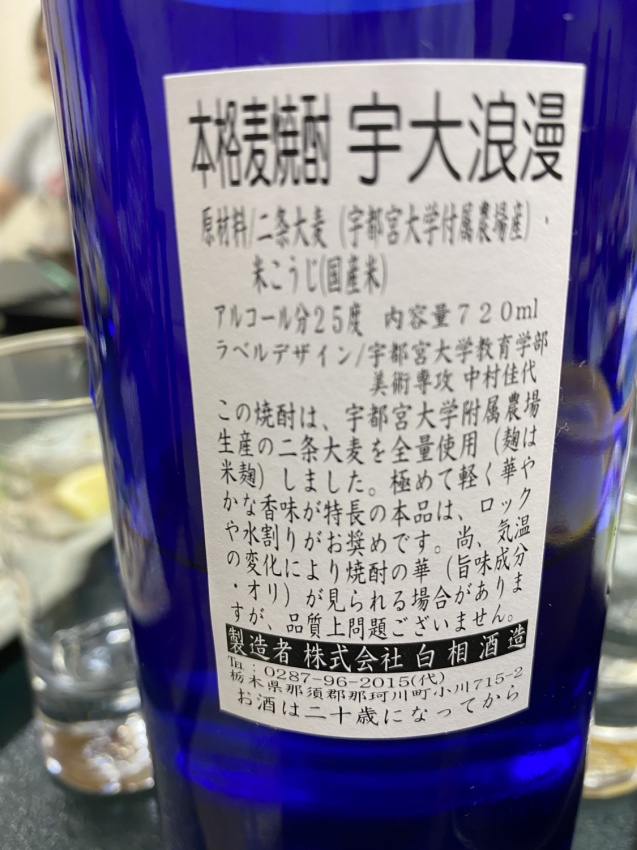 本格麦焼酎 宇大浪漫
原材料/二条大麦（宇都宮大学付属農場産）・
米こうじ(国産米)
アルコール分25度 内容量720ml
ラベルデザイン/宇都宮大学教育学部
美術専攻 中村佳代
この焼酎は、宇都宮大学附属農場
生産の二条大麦を全量使用（麹は
米麹）しました。極めて軽く華や
かな香味が特長の本品は、ロック
や水割りがお奨めです。尚、気温
の変化により焼酎の華（旨味成分
・オリ）が見られる場合がありま
すが、品質上問題ございません。
製造者 株式会社 白相酒造
℡：0287-96-2015(代)
栃木県那須郡那珂川町小川715-2
お酒は二十歳になってから